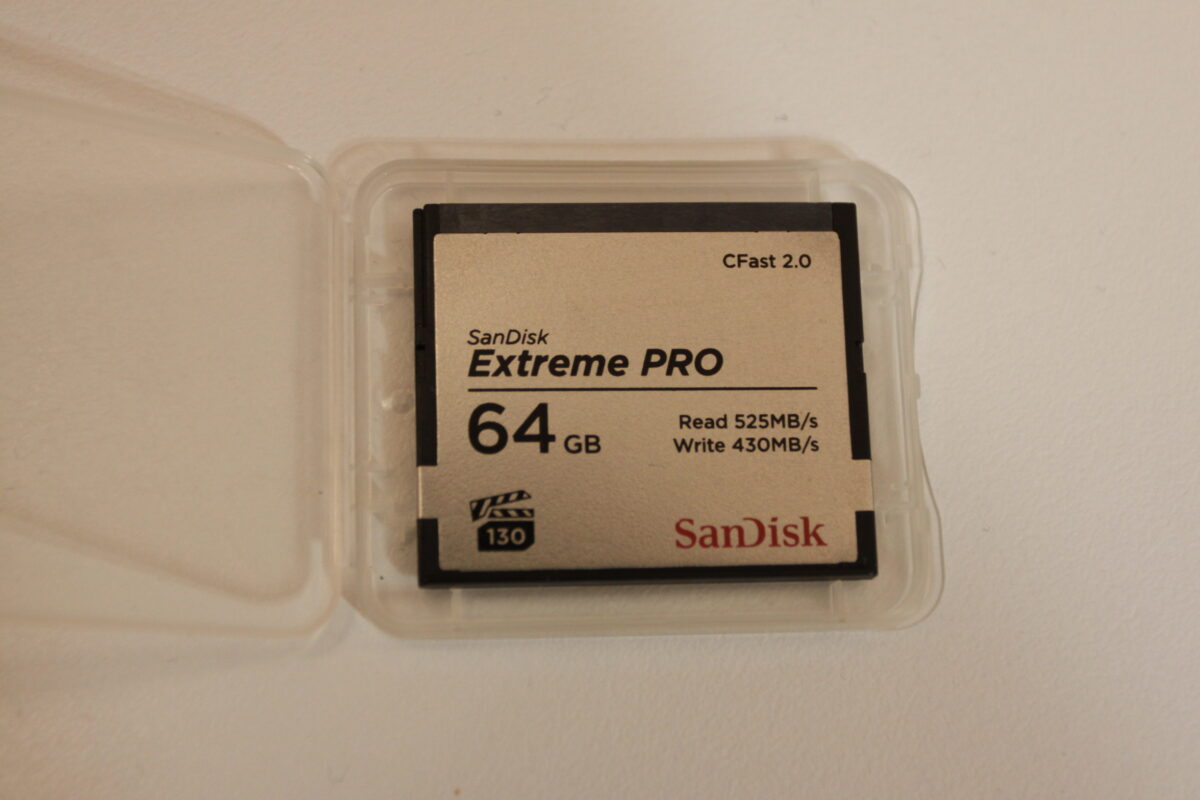 CFast 2.0
SanDisk
Extreme PRO
64 GB
Read 525MB/s
Write 430MB/s
130
SanDisk